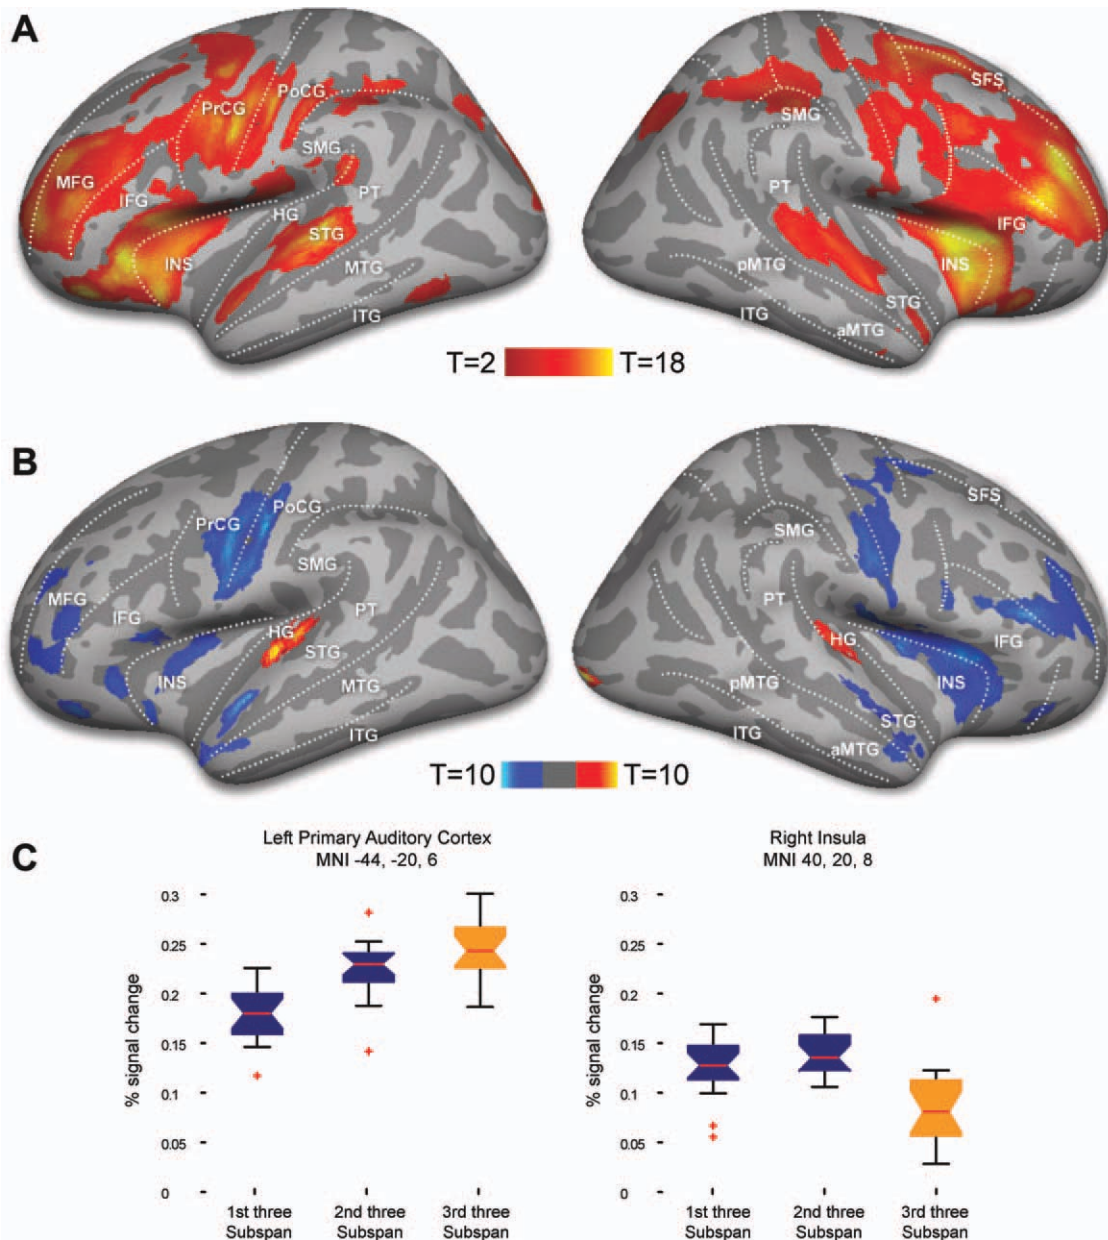 A
PrCG
PoCG
SMG
MFG
IFG
PT
HG
STG
INS
MTG
ITG
SFS
SMG
PT
IFG
pMTG
INS
STG
ITG
aMTG
T=2 T=18
B
PrCG
PoCG
SMG
MFG
IFG
PT
HG
STG
INS
MTG
ITG
SFS
SMG
PT
HG
IFG
pMTG
INS
STG
ITG
aMTG
T=10 T=10
C
Left Primary Auditory Cortex
MNI -44, -20, 6
% signal change
0.3
0.25
0.2
0.15
0.1
0.05
0
1st three
Subspan
2nd three
Subspan
3rd three
Subspan
Right Insula
MNI 40, 20, 8
% signal change
0.3
0.25
0.2
0.15
0.1
0.05
0
1st three
Subspan
2nd three
Subspan
3rd three
Subspan